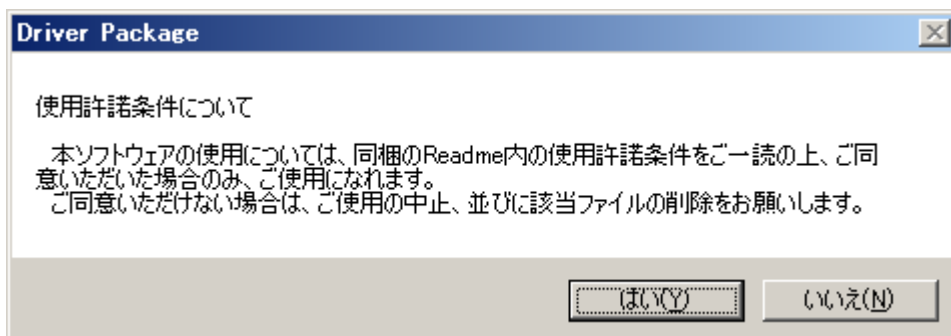 Driver Package
使用許諾条件について
本ソフトウェアの使用については、同梱のReadme内の使用許諾条件をご一読の上、ご同
意いただいた場合のみ、ご使用になれます。
ご同意いただけない場合は、ご使用の中止、並びに該当ファイルの削除をお願いします。
はい(Y)
いいえ(N)